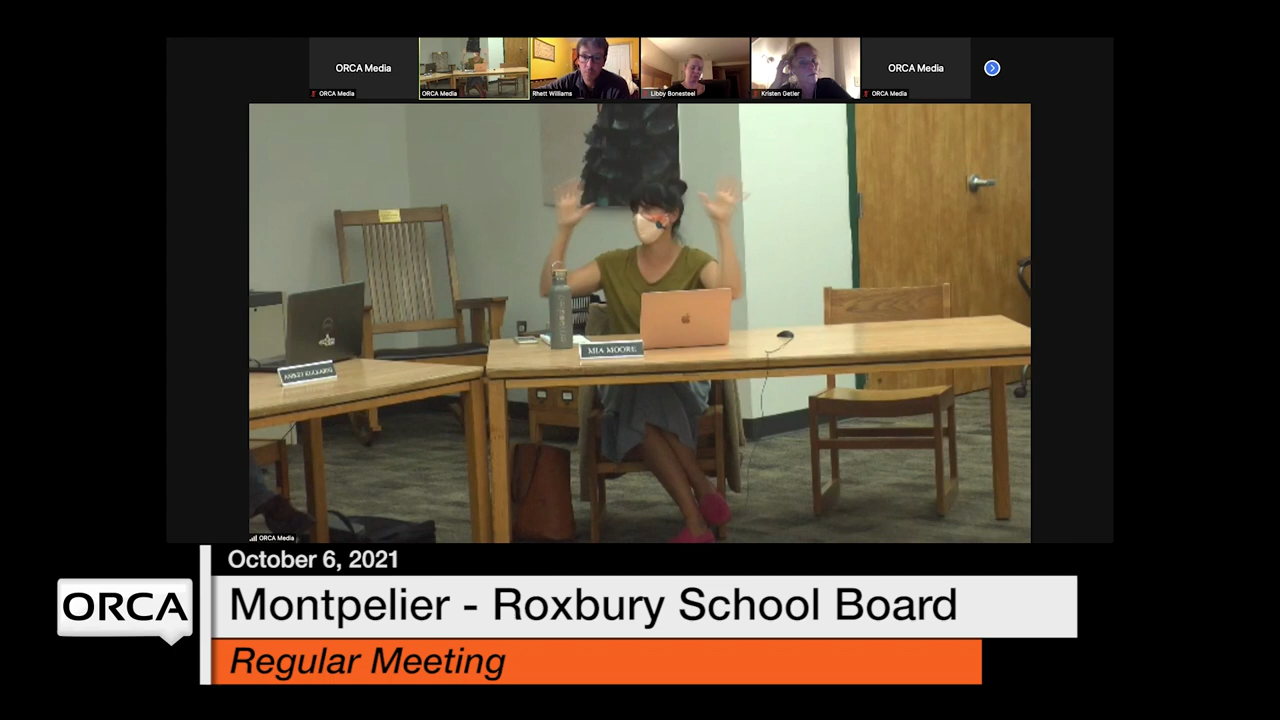 ORCA Media
ORCA Media
ORCA Media
Rhett Williams
Libby Bonesteel
Kristen Getler
ORCA Media
ORCA Media
MIA MOORE
ORCA Media
October 6, 2021
ORCA
Montpelier - Roxbury School Board
Regular Meeting